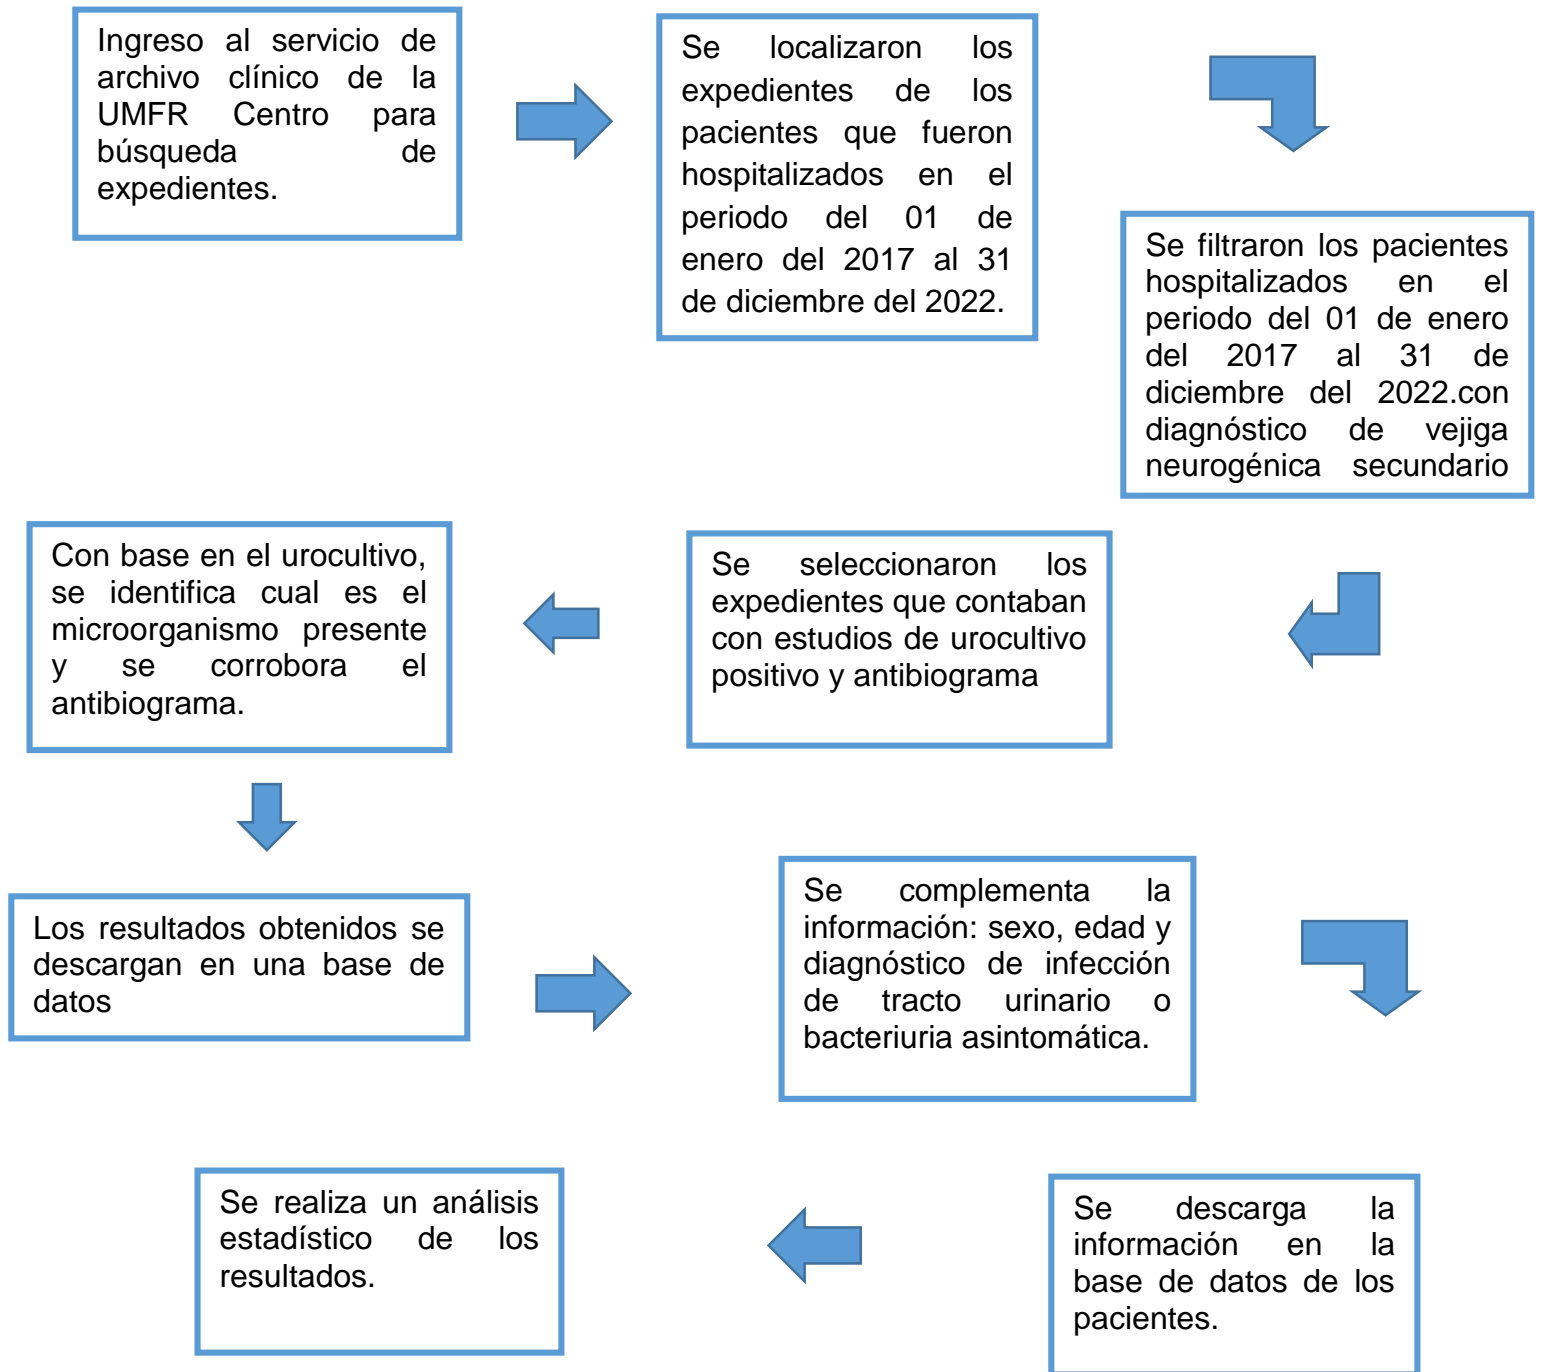 Ingreso al servicio de
archivo clínico de la
UMFR Centro para
búsqueda de
expedientes.
Se localizaron los
expedientes de los
pacientes que fueron
hospitalizados en el
periodo del 01 de
enero del 2017 al 31
de diciembre del 2022.
Se filtraron los pacientes
hospitalizados en el
periodo del 01 de enero
del 2017 al 31 de
diciembre del 2022.con
diagnóstico de vejiga
neurogénica secundario
Se seleccionaron los
expedientes que contaban
con estudios de urocultivo
positivo y antibiograma
Con base en el urocultivo,
se identifica cual es el
microorganismo presente
y se corrobora el
antibiograma.
Los resultados obtenidos se
descargan en una base de
datos
Se complementa la
información: sexo, edad y
diagnóstico de infección
de tracto urinario o
bacteriuria asintomática.
Se descarga la
información en la
base de datos de los
pacientes.
Se realiza un análisis
estadístico de los
resultados.